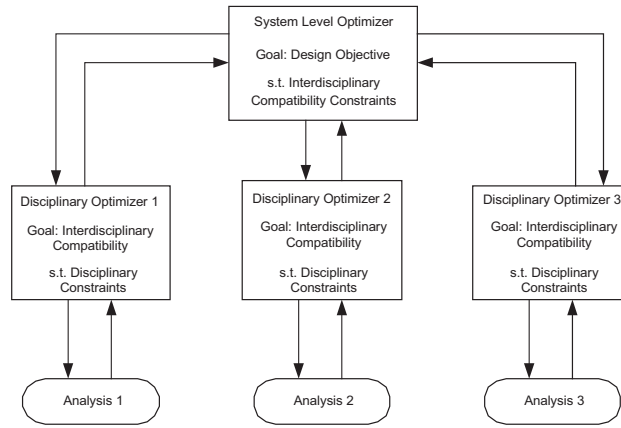 System Level Optimizer
Goal: Design Objective
s.t. Interdisciplinary
Compatibility Constraints
Disciplinary Optimizer 1
Goal: Interdisciplinary
Compatibility
s.t. Disciplinary
Constraints
Disciplinary Optimizer 2
Goal: Interdisciplinary
Compatibility
s.t. Disciplinary
Constraints
Disciplinary Optimizer 3
Goal: Interdisciplinary
Compatibility
s.t. Disciplinary
Constraints
Analysis 1
Analysis 2
Analysis 3